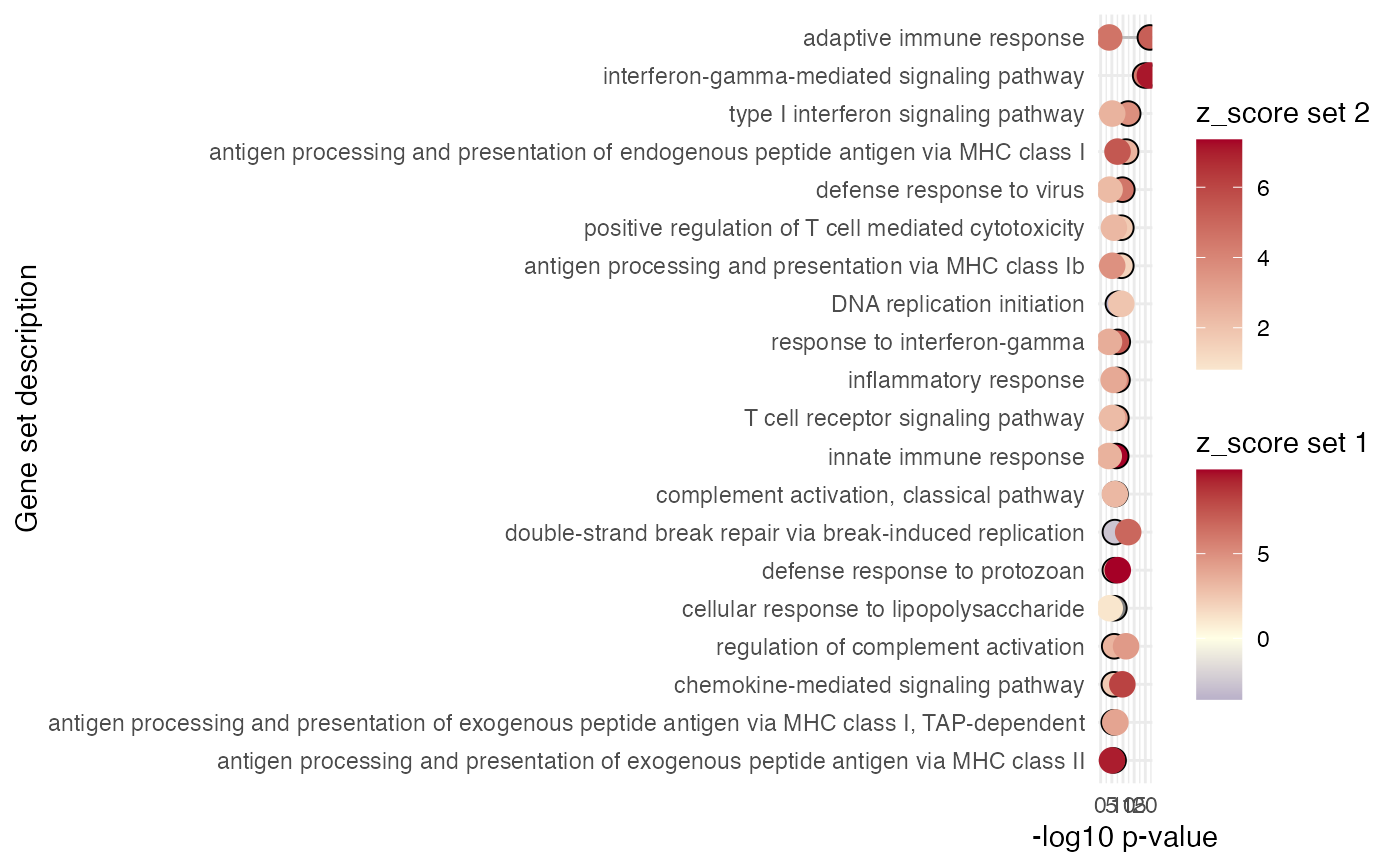 adaptive immune response
interferon-gamma-mediated signaling pathway
type I interferon signaling pathway
antigen processing and presentation of endogenous peptide antigen via MHC class I
defense response to virus
positive regulation of T cell mediated cytotoxicity
antigen processing and presentation via MHC class Ib
DNA replication initiation
response to interferon-gamma
inflammatory response
T cell receptor signaling pathway
innate immune response
complement activation, classical pathway
double-strand break repair via break-induced replication
defense response to protozoan
cellular response to lipopolysaccharide
regulation of complement activation
chemokine-mediated signaling pathway
antigen processing and presentation of exogenous peptide antigen via MHC class I, TAP-dependent
antigen processing and presentation of exogenous peptide antigen via MHC class II
Gene set description
-log10 p-value
z_score set 2
6
4
2
z_score set 1
5
0